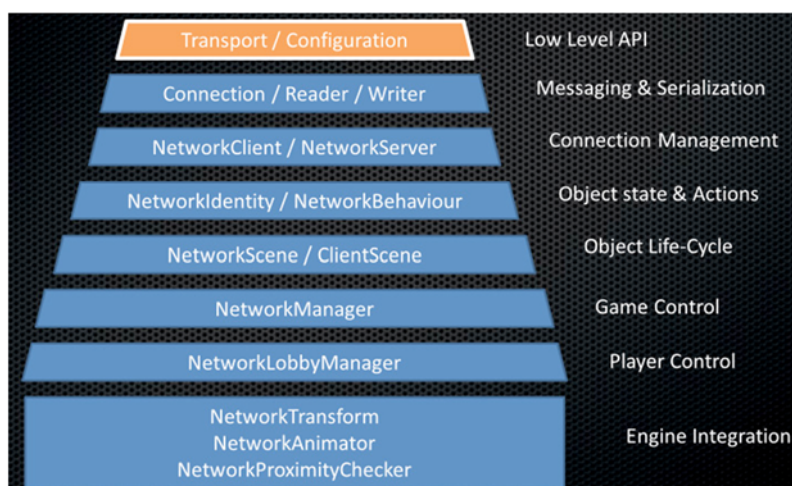 Transport / Configuration Low Level API
Connection / Reader / Writer Messaging & Serialization
NetworkClient / NetworkServer Connection Management
NetworkIdentity / NetworkBehaviour Object state & Actions
NetworkScene / ClientScene Object Life-Cycle
NetworkManager Game Control
NetworkLobbyManager Player Control
NetworkTransform
NetworkAnimator Engine Integration
NetworkProximityChecker